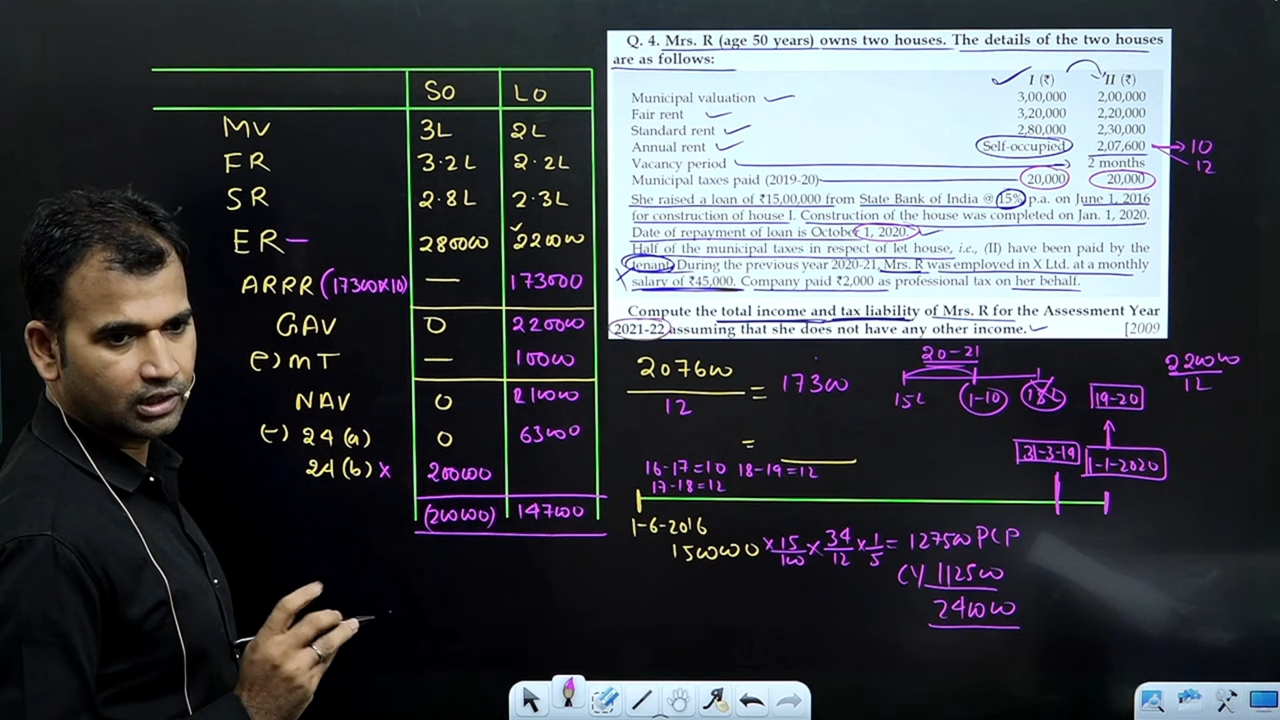 Q. 4. Mrs. R (age 50 years) owns two houses. The details of the two houses
are as follows:
I (₹) II (₹)
Municipal valuation 3,00,000 2,00,000
Fair rent 3,20,000 2,20,000
Standard rent 2,80,000 2,30,000
Annual rent Self-occupied 2,07,600 10
Vacancy period 2 months 12
Municipal taxes paid (2019-20) 20,000 20,000
She raised a loan of ₹15,00,000 from State Bank of India @ 15% p.a. on June 1, 2016
for construction of house I. Construction of the house was completed on Jan. 1, 2020.
Date of repayment of loan is October 1, 2020.
Half of the municipal taxes in respect of let house, i.e., (II) have been paid by the
tenant. During the previous year 2020-21, Mrs. R was employed in X Ltd. at a monthly
salary of ₹45,000. Company paid ₹2,000 as professional tax on her behalf.
Compute the total income and tax liability of Mrs. R for the Assessment Year
2021-22 assuming that she does not have any other income. [2009
SO LO
MV 3L 2L
FR 3.2L 2.2L
SR 2.8L 2.3L
ER- 280000 220000
ARRR (17300x10) — 173000
GAV 0 220000
(-) MT — 10000
NAV 0 210000
(-) 24 (a) 0 63000
24 (b) x 200000
(200000) 147000
207600
12
= 17300
=
20-21
15L 1-10 18L
19-20
220000
12
31-3-19 1-1-2020
16-17=10 18-19=12
17-18=12
1-6-2016
1500000 x 15/100 x 34/12 x 1/5 = 127500 PCP
(Y) 112500
240000